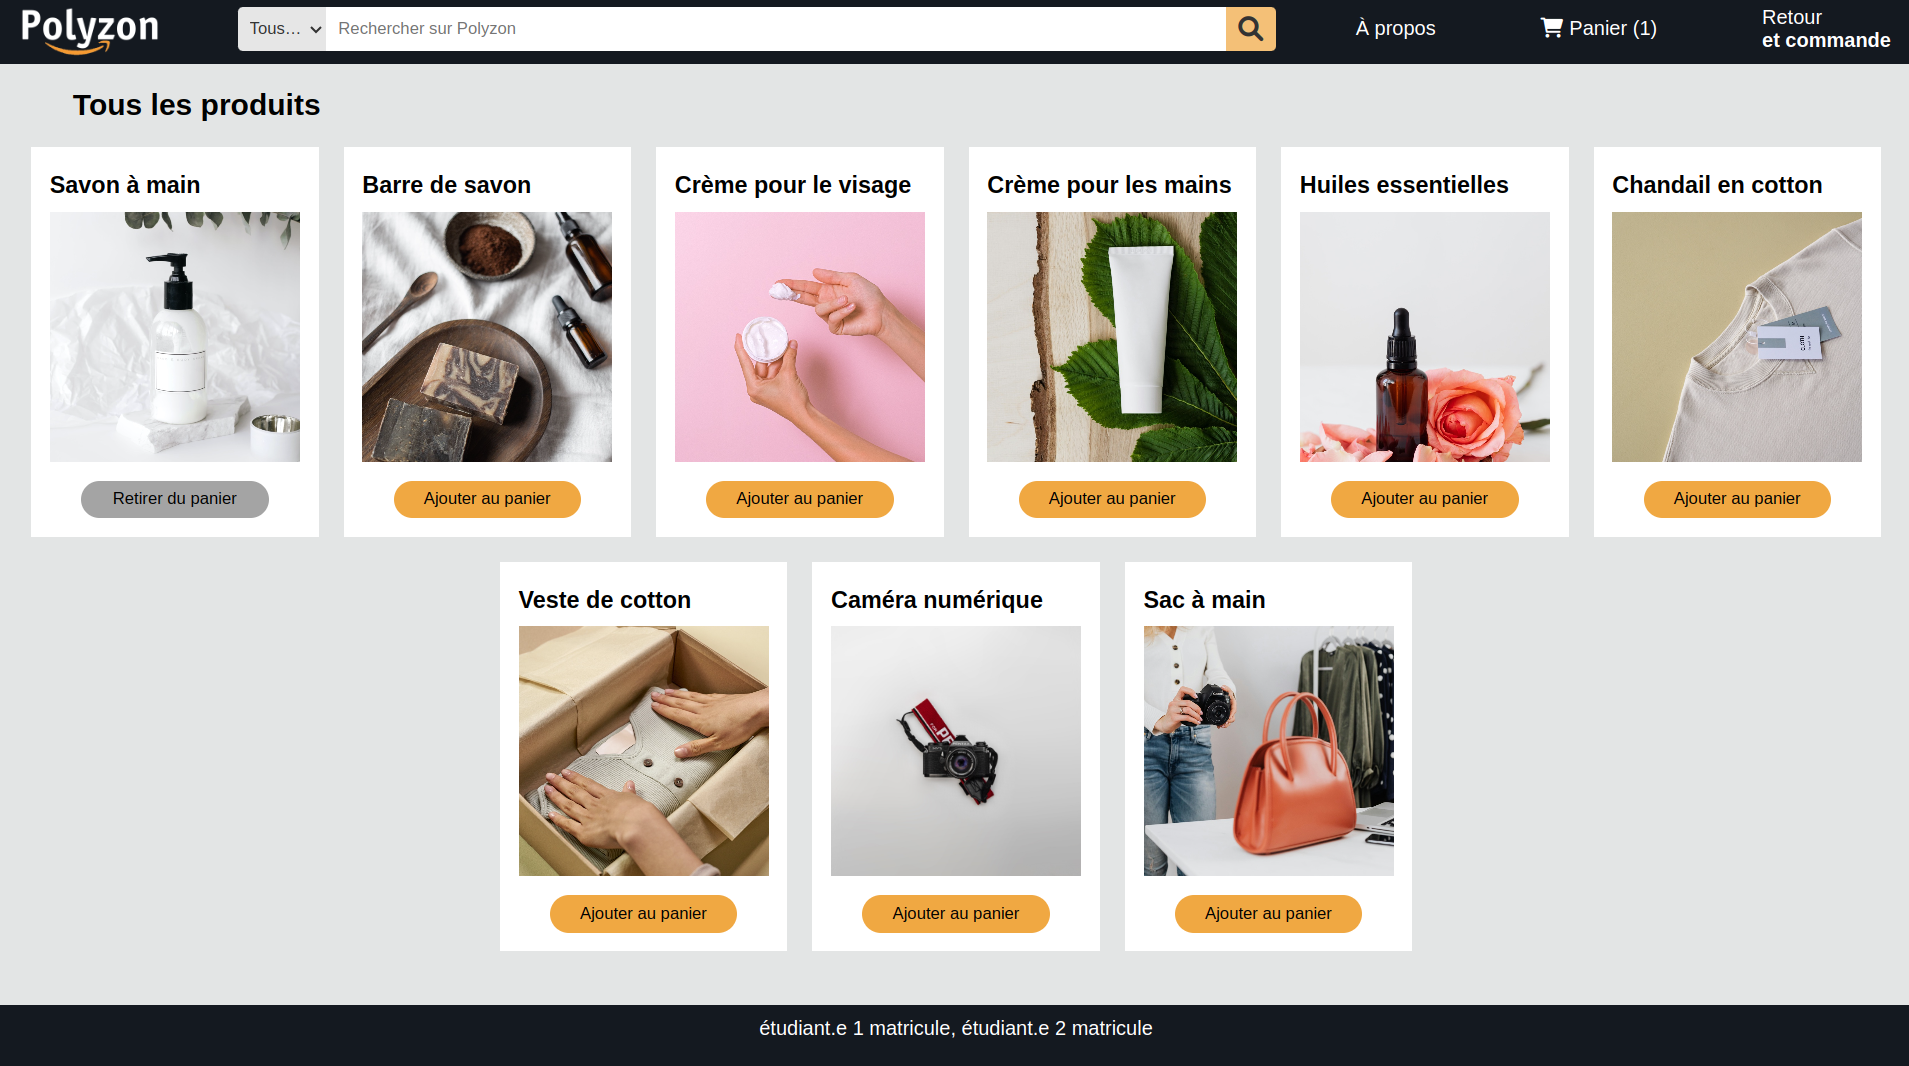 Polyzon
Tous... Rechercher sur Polyzon
À propos
Panier (1)
Retour
et commande
Tous les produits
Savon à main
Barre de savon
Crème pour le visage
Crème pour les mains
Huiles essentielles
Chandail en cotton
Retirer du panier
Ajouter au panier
Ajouter au panier
Ajouter au panier
Ajouter au panier
Ajouter au panier
Veste de cotton
Caméra numérique
Sac à main
Ajouter au panier
Ajouter au panier
Ajouter au panier
étudiant.e 1 matricule, étudiant.e 2 matricule